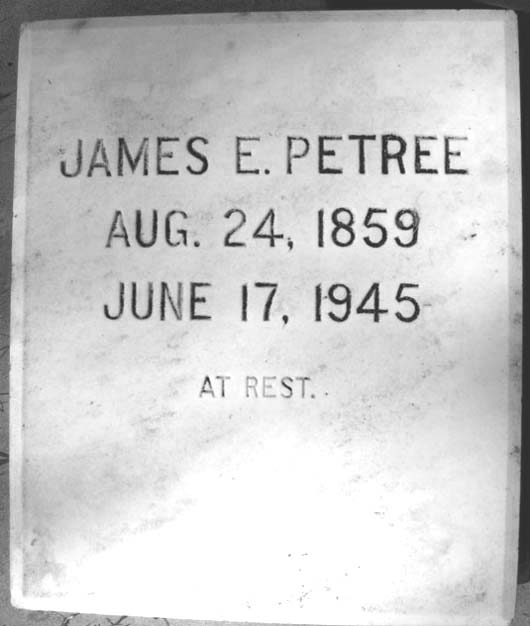 JAMES E. PETREE
AUG. 24, 1859
JUNE 17, 1945
AT REST.